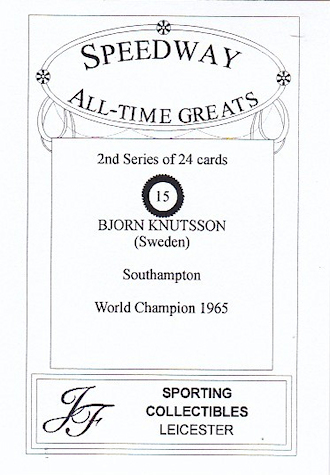 SPEEDWAY
ALL-TIME GREATS
2nd Series of 24 cards
15
BJORN KNUTSSON
(Sweden)
Southampton
World Champion 1965
JF
SPORTING
COLLECTIBLES
LEICESTER